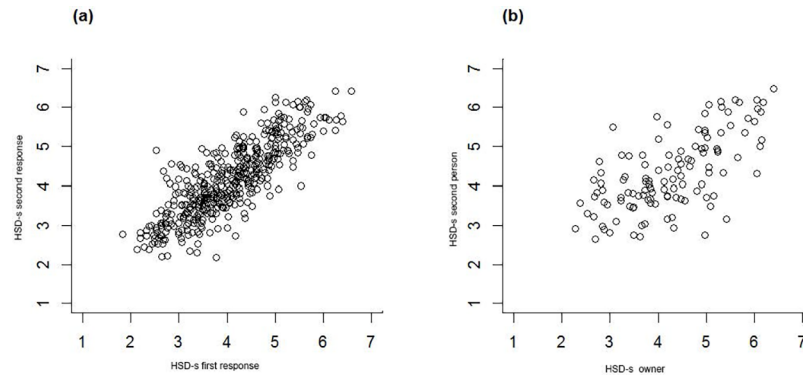 (a)
HSD-s second response
7
6
5
4
3
2
1
1 2 3 4 5 6 7
HSD-s first response
(b)
HSD-s second person
7
6
5
4
3
2
1
1 2 3 4 5 6 7
HSD-s owner